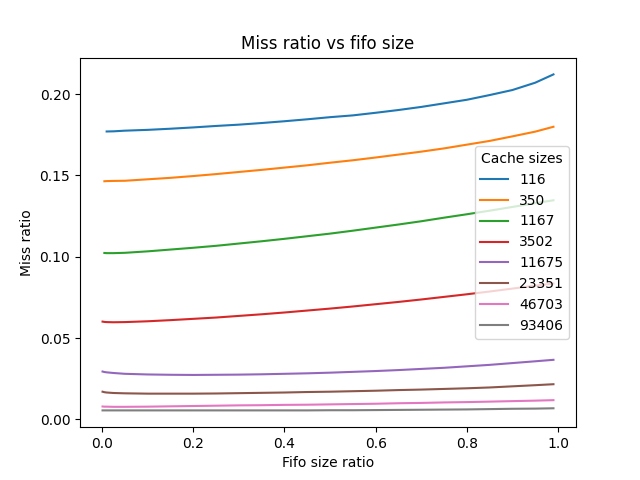 Miss ratio vs fifo size
Miss ratio
0.20
0.15
0.10
0.05
0.00
Cache sizes
116
350
1167
3502
11675
23351
46703
93406
0.0 0.2 0.4 0.6 0.8 1.0
Fifo size ratio